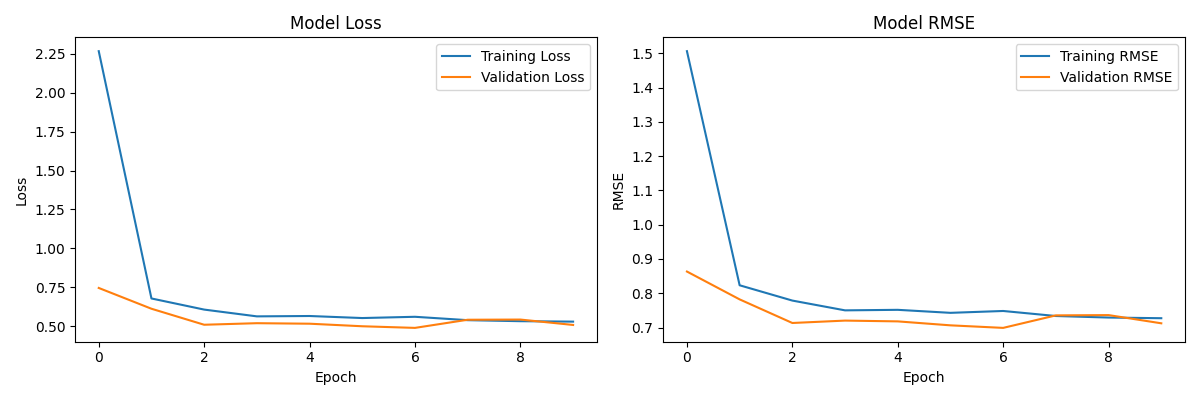 Model Loss
2.25
2.00
1.75
1.50
1.25
1.00
0.75
0.50
Loss
0
2
4
6
8
Epoch
Training Loss
Validation Loss
Model RMSE
1.5
1.4
1.3
1.2
1.1
1.0
0.9
0.8
0.7
RMSE
0
2
4
6
8
Epoch
Training RMSE
Validation RMSE